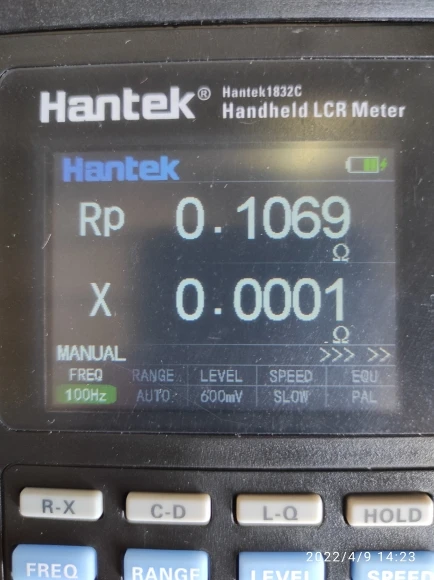 Hantek® Hantek1832C
Handheld LCR Meter
Hantek
Rp 0.1069
Ω
X 0.0001
Ω
MANUAL >>> >>
FREQ RANGE LEVEL SPEED EQU
100Hz AUTO 600mV SLOW PAL
R-X C-D L-Q HOLD
FREQ RANGE LEVEL SPEED
2022/4/9 14:23